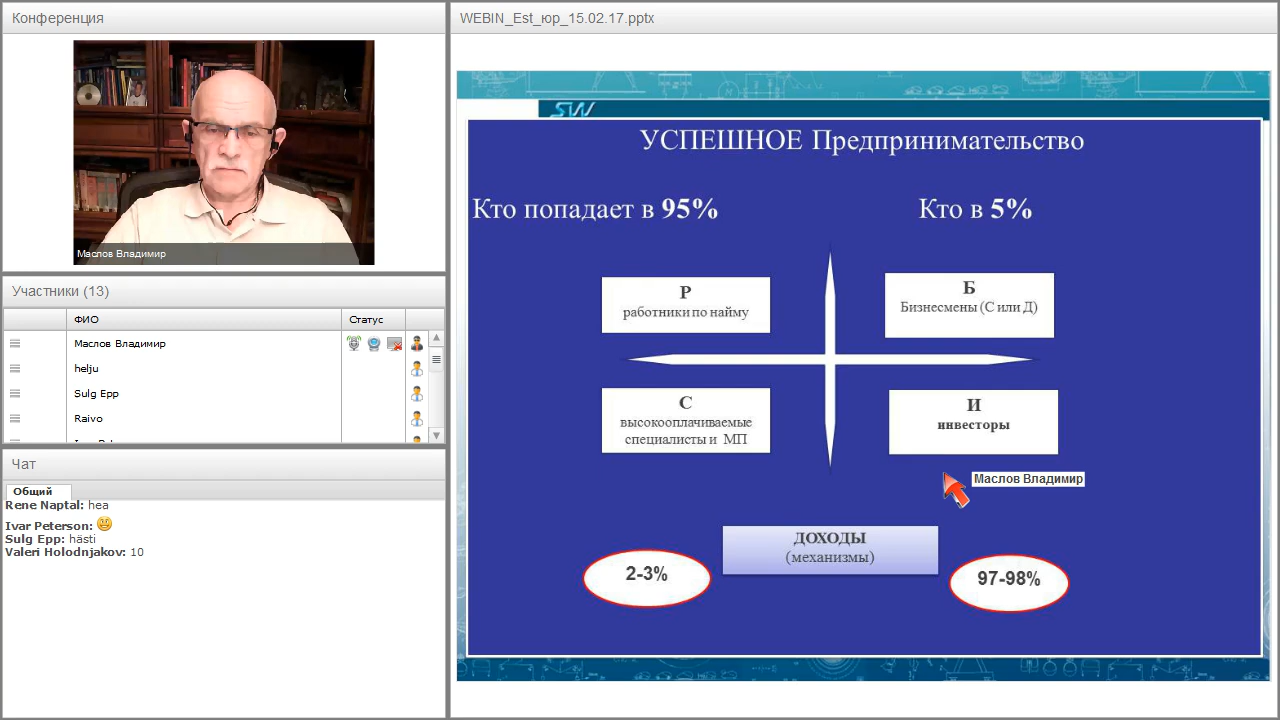 Конференция
Маслов Владимир
Участники (13)
ФИО
Статус
Маслов Владимир
helju
Sulg Epp
Raivo
Чат
Общий
Rene Naptal: hea
Ivar Peterson:
Sulg Epp: hästi
Valeri Holodnjakov: 10
WEBIN_Est_юр_15.02.17.pptx
SW
УСПЕШНОЕ Предпринимательство
Кто попадает в 95%
Кто в 5%
Р
работники по найму
Б
Бизнесмены (С или Д)
С
высокооплачиваемые
специалисты и МП
И
инвесторы
Маслов Владимир
ДОХОДЫ
(механизмы)
2-3%
97-98%